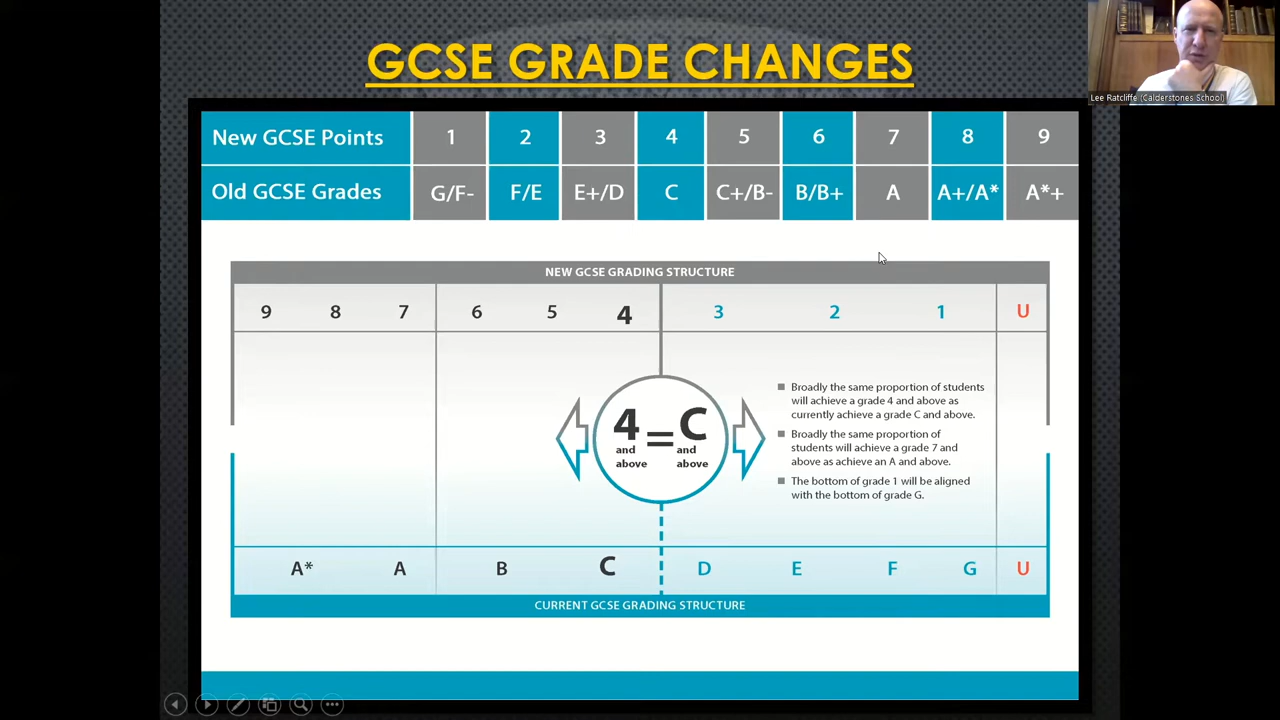 GCSE GRADE CHANGES
Lee Ratcliffe (Calderstones School)
New GCSE Points 1 2 3 4 5 6 7 8 9
Old GCSE Grades G/F- F/E E+/D C C+/B- B/B+ A A+/A* A*+
NEW GCSE GRADING STRUCTURE
9 8 7 6 5 4 3 2 1 U
4 = C
and and
above above
Broadly the same proportion of students
will achieve a grade 4 and above as
currently achieve a grade C and above.
Broadly the same proportion of
students will achieve a grade 7 and
above as achieve an A and above.
The bottom of grade 1 will be aligned
with the bottom of grade G.
A* A B C D E F G U
CURRENT GCSE GRADING STRUCTURE